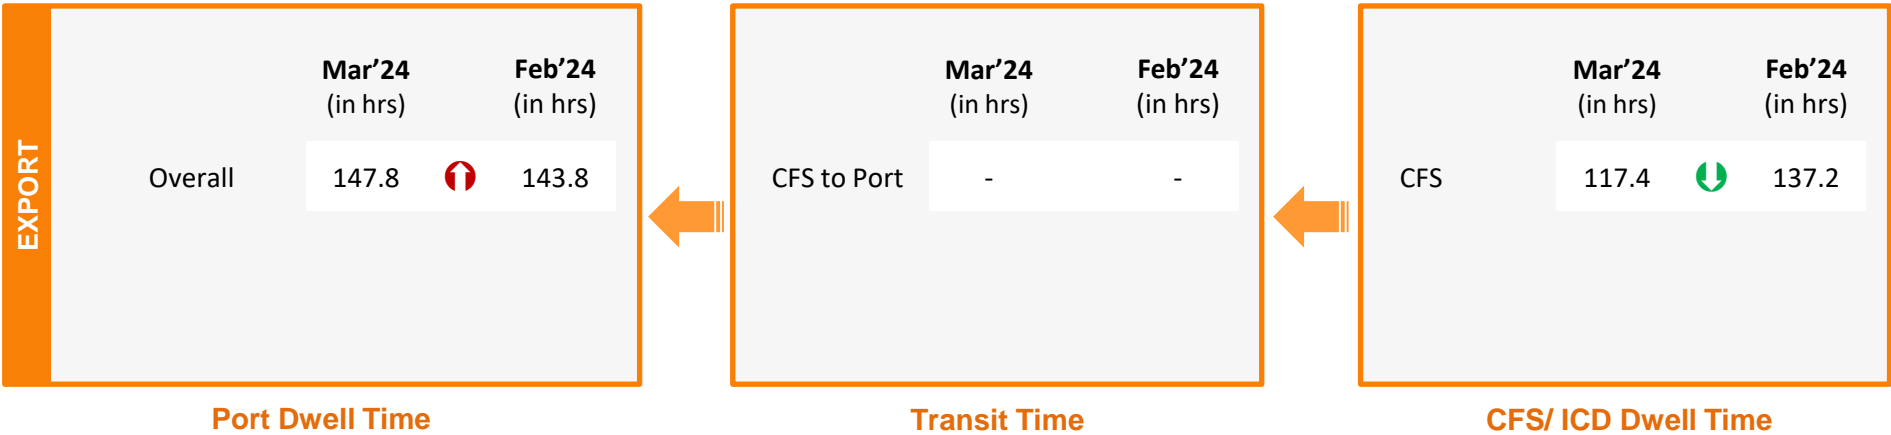 EXPORT
Mar’24 Feb’24
(in hrs) (in hrs)
Overall 147.8 143.8
Port Dwell Time
Mar’24 Feb’24
(in hrs) (in hrs)
CFS to Port - -
Transit Time
Mar’24 Feb’24
(in hrs) (in hrs)
CFS 117.4 137.2
CFS/ ICD Dwell Time